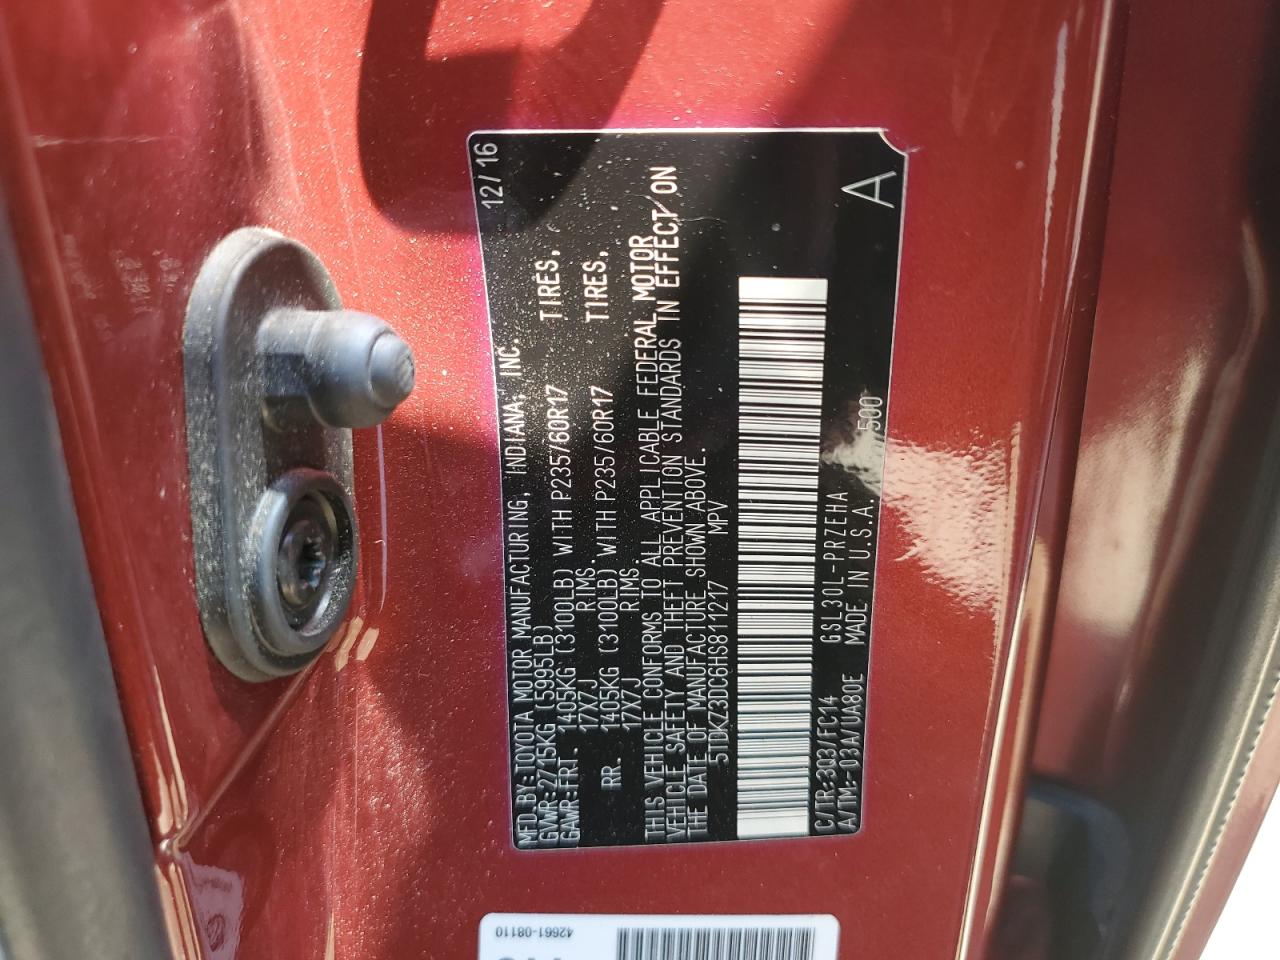 MFD.BY: TOYOTA MOTOR MANUFACTURING, INDIANA, INC. 12/16
GVWR: 2715KG (5995LB)
GAWR: FRT. 1405KG (3100LB) WITH P235/60R17 TIRES,
17X7J RIMS
RR. 1405KG (3100LB) WITH P235/60R17 TIRES,
17X7J RIMS.
THIS VEHICLE CONFORMS TO ALL APPLICABLE FEDERAL MOTOR
VEHICLE SAFETY AND THEFT PREVENTION STANDARDS IN EFFECT ON
THE DATE OF MANUFACTURE SHOWN ABOVE.
5TDKZ3DC6HS811217 MPV
C/TR:303/FC14 GSL30L-PRZEHA
A/TM:-03A/UA80E MADE IN U.S.A. 500
A
42661-08110